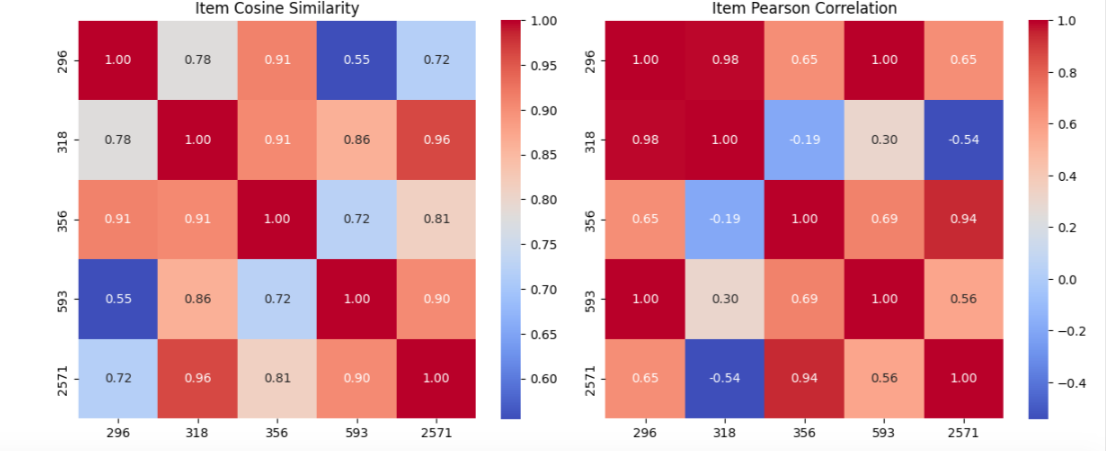 Item Cosine Similarity
296 1.00 0.78 0.91 0.55 0.72
318 0.78 1.00 0.91 0.86 0.96
356 0.91 0.91 1.00 0.72 0.81
593 0.55 0.86 0.72 1.00 0.90
2571 0.72 0.96 0.81 0.90 1.00
296 318 356 593 2571
1.00
0.95
0.90
0.85
0.80
0.75
0.70
0.65
0.60
Item Pearson Correlation
296 1.00 0.98 0.65 1.00 0.65
318 0.98 1.00 -0.19 0.30 -0.54
356 0.65 -0.19 1.00 0.69 0.94
593 1.00 0.30 0.69 1.00 0.56
2571 0.65 -0.54 0.94 0.56 1.00
296 318 356 593 2571
1.0
0.8
0.6
0.4
0.2
0.0
−0.2
−0.4